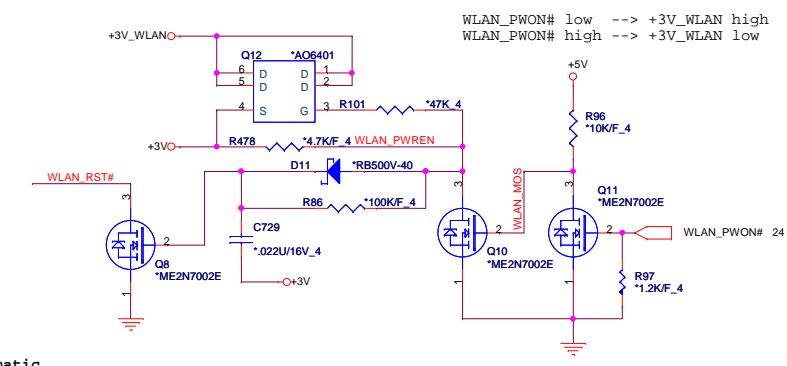 WLAN_PWON# low --> +3V_WLAN high
WLAN_PWON# high --> +3V_WLAN low
+3V_WLAN
Q12 *AO6401
6 D D 1
5 D D 2
4 S G 3
R101 *47K_4
+5V
R96
*10K/F_4
+3V
R478 *4.7K/F_4 WLAN_PWREN
D11 *RB500V-40
WLAN_RST#
R86 *100K/F_4
3
2
1
Q8
*ME2N7002E
C729
*.022U/16V_4
+3V
3
2
1
WLAN_MOS
Q10
*ME2N7002E
3
2
1
Q11
*ME2N7002E
WLAN_PWON# 24
R97
*1.2K/F_4